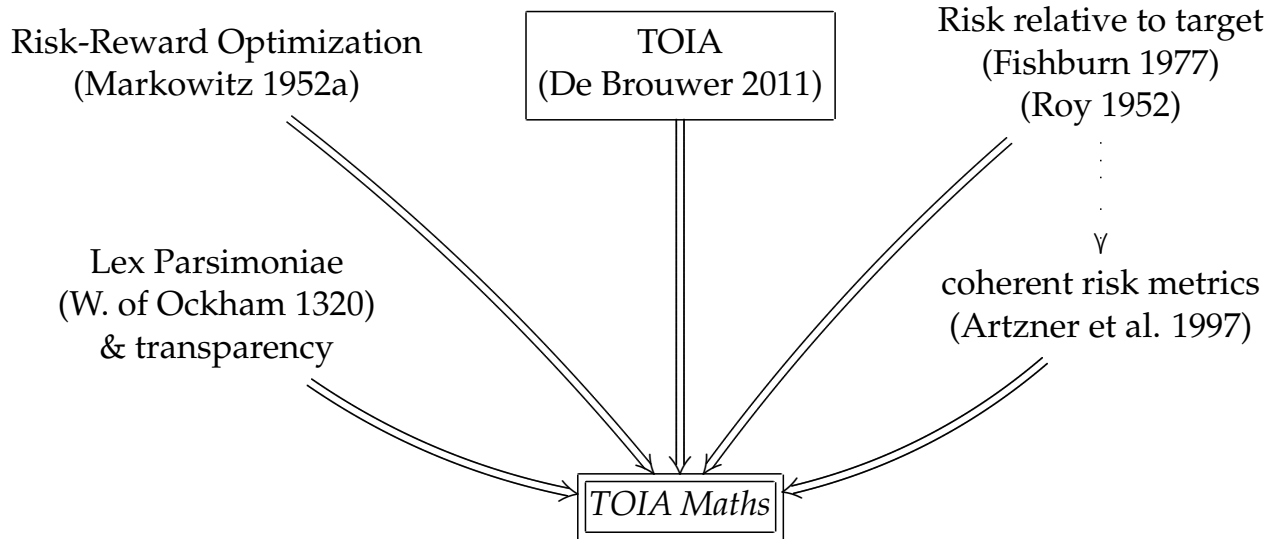 Risk-Reward Optimization
(Markowitz 1952a)
TOIA
(De Brouwer 2011)
Risk relative to target
(Fishburn 1977)
(Roy 1952)
Lex Parsimoniae
(W. of Ockham 1320)
& transparency
coherent risk metrics
(Artzner et al. 1997)
TOIA Maths